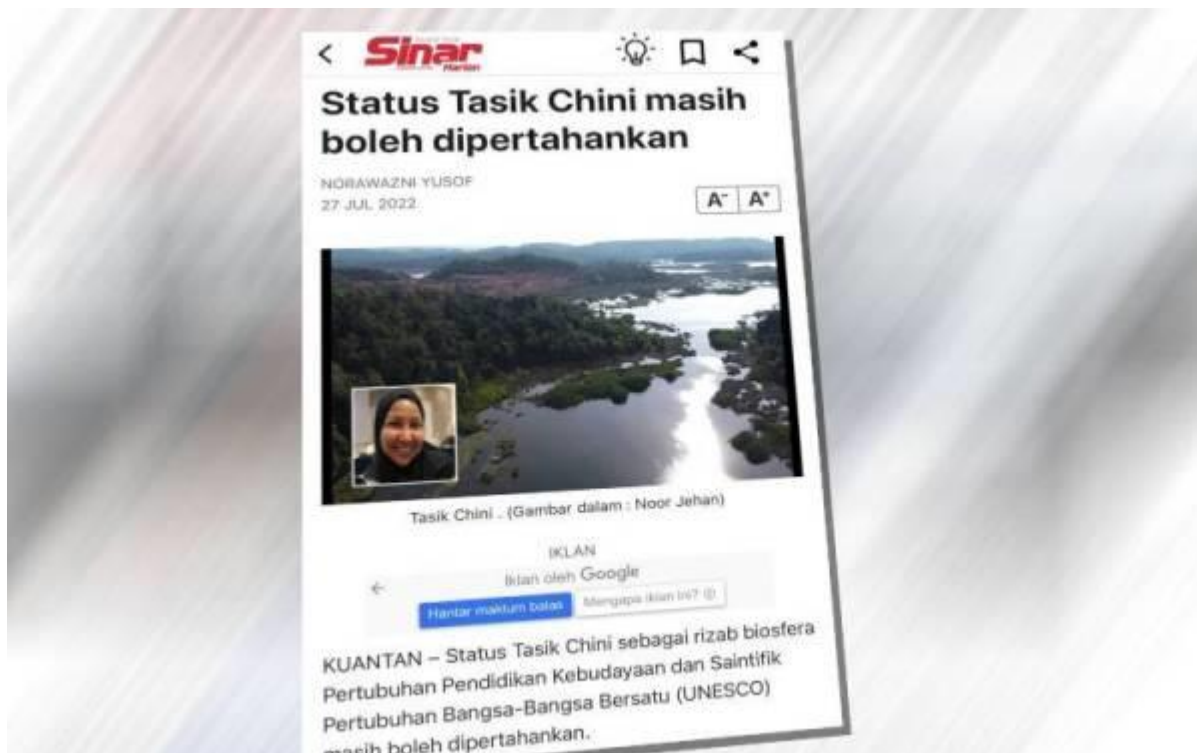 Sinar
Harian
Status Tasik Chini masih
boleh dipertahankan
NORAWAZNI YUSOF
27 JUL 2022
A- A+
Tasik Chini . (Gambar dalam : Noor Jehan)
IKLAN
Iklan oleh Google
Hantar maklum balas Mengapa iklan ini?
KUANTAN – Status Tasik Chini sebagai rizab biosfera
Pertubuhan Pendidikan Kebudayaan dan Saintifik
Pertubuhan Bangsa-Bangsa Bersatu (UNESCO)
masih boleh dipertahankan.